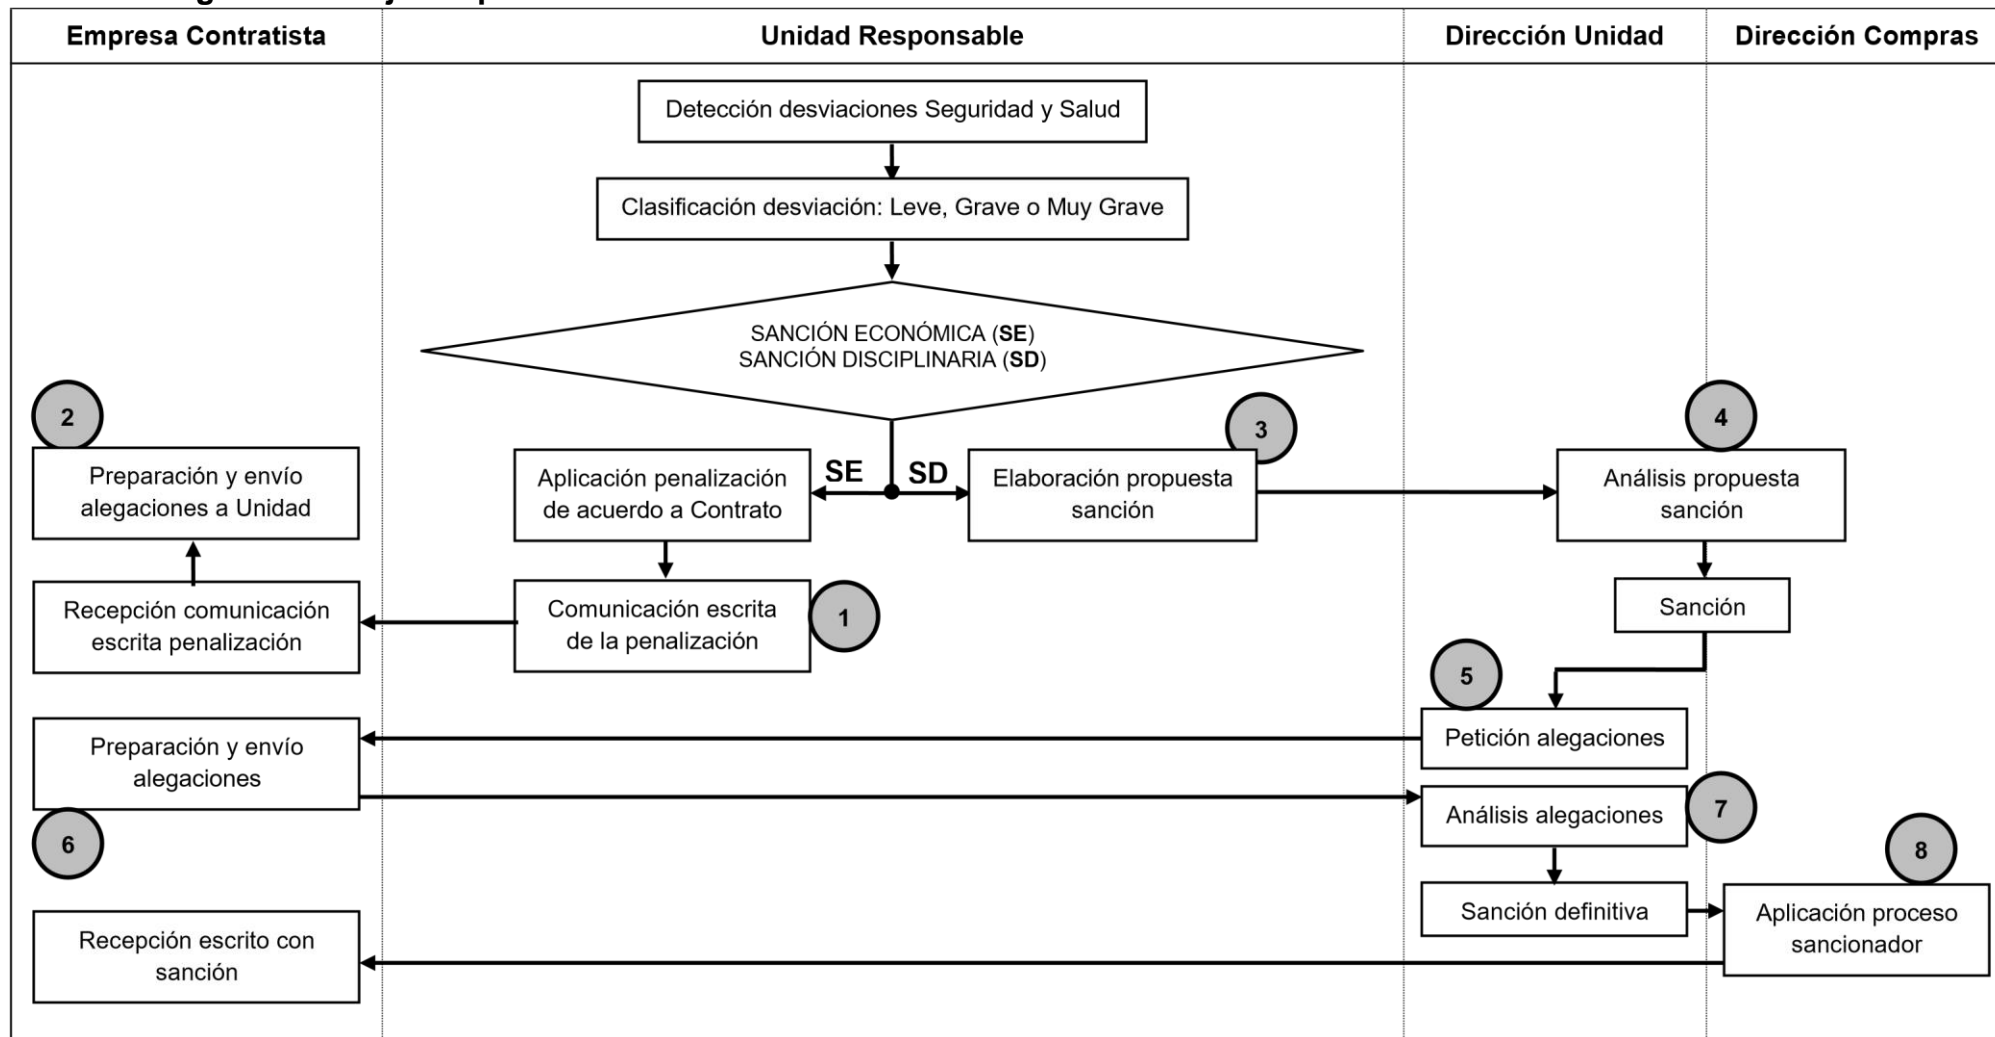 Empresa Contratista
Unidad Responsable
Dirección Unidad
Dirección Compras
Detección desviaciones Seguridad y Salud
Clasificación desviación: Leve, Grave o Muy Grave
SANCIÓN ECONÓMICA (SE)
SANCIÓN DISCIPLINARIA (SD)
2
Preparación y envío
alegaciones a Unidad
Aplicación penalización
de acuerdo a Contrato
SE
SD
3
Elaboración propuesta
sanción
4
Análisis propuesta
sanción
Recepción comunicación
escrita penalización
Comunicación escrita
de la penalización
1
Sanción
5
Petición alegaciones
Preparación y envío
alegaciones
6
Análisis alegaciones
7
8
Sanción definitiva
Aplicación proceso
sancionador
Recepción escrito con
sanción